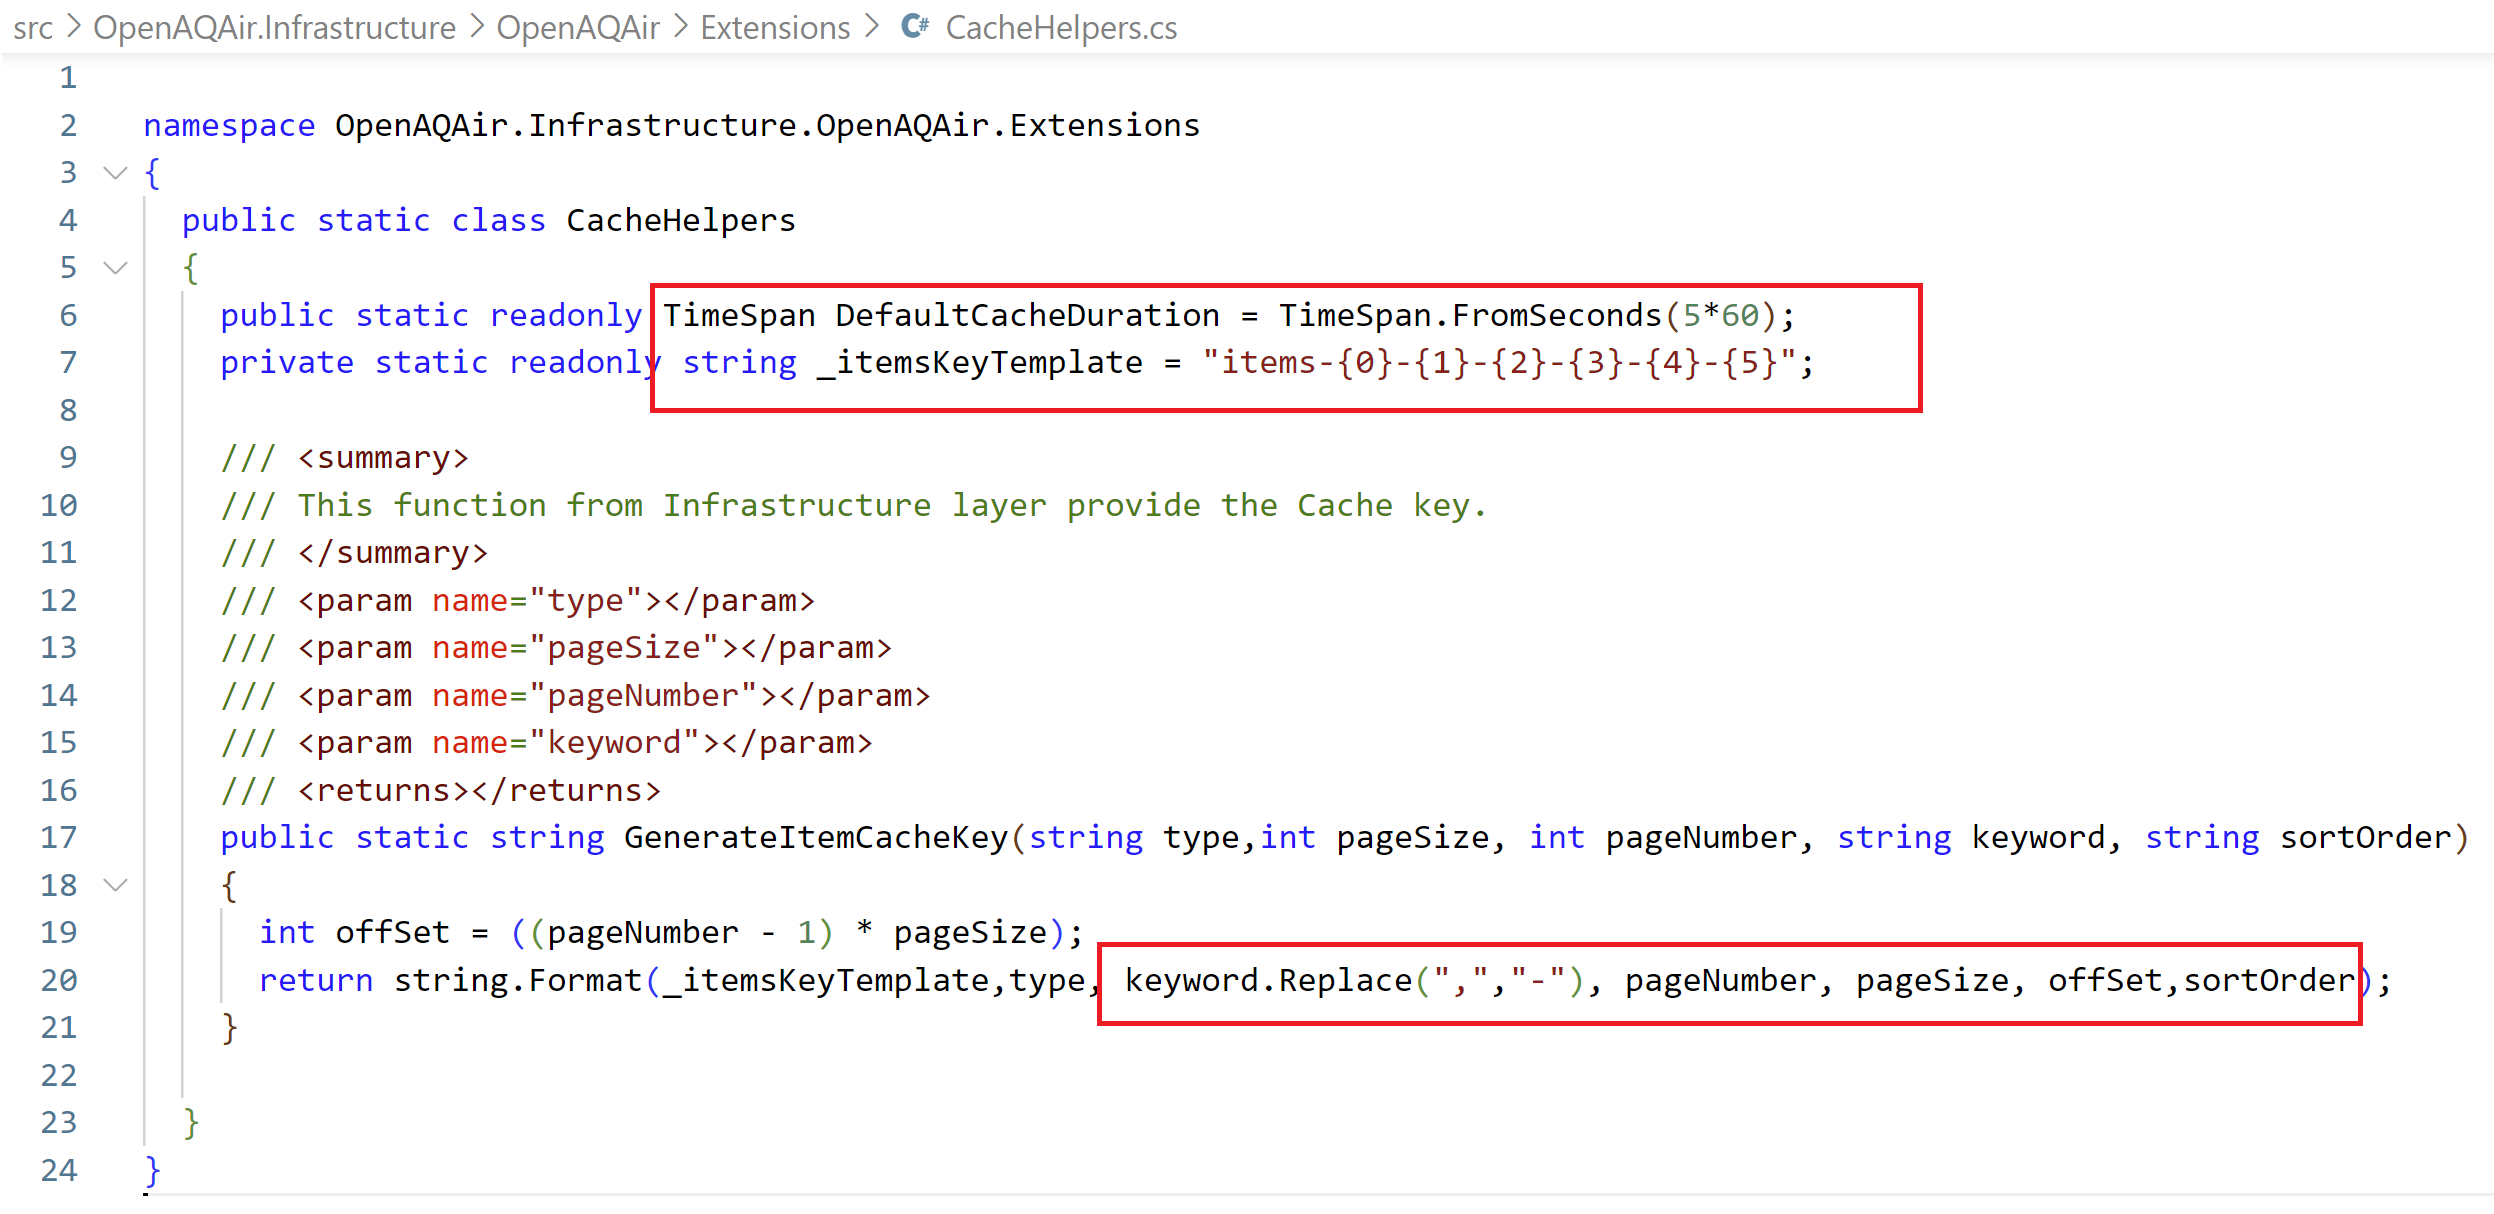 src > OpenAQAir.Infrastructure > OpenAQAir > Extensions > C# CacheHelpers.cs
1
2 namespace OpenAQAir.Infrastructure.OpenAQAir.Extensions
3 {
4 public static class CacheHelpers
5 {
6 public static readonly TimeSpan DefaultCacheDuration = TimeSpan.FromSeconds(5*60);
7 private static readonly string _itemsKeyTemplate = "items-{0}-{1}-{2}-{3}-{4}-{5}";
8
9 /// <summary>
10 /// This function from Infrastructure layer provide the Cache key.
11 /// </summary>
12 /// <param name="type"></param>
13 /// <param name="pageSize"></param>
14 /// <param name="pageNumber"></param>
15 /// <param name="keyword"></param>
16 /// <returns></returns>
17 public static string GenerateItemCacheKey(string type,int pageSize, int pageNumber, string keyword, string sortOrder)
18 {
19 int offSet = ((pageNumber - 1) * pageSize);
20 return string.Format(_itemsKeyTemplate,type, keyword.Replace(",","-"), pageNumber, pageSize, offSet,sortOrder);
21 }
22
23 }
24 }